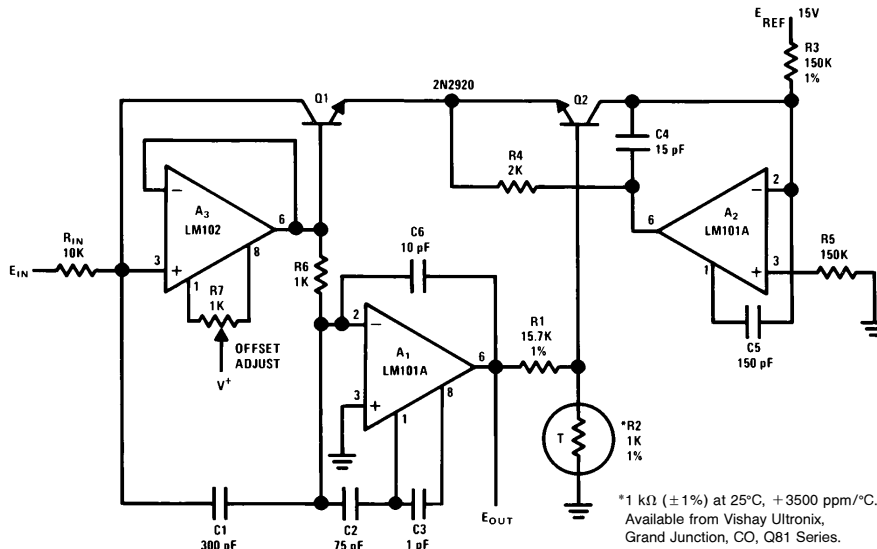 E REF 15V
R3
150K
1%
Q1
2N2920
Q2
C4
15 pF
R4
2K
−
A3
LM102
6
3
+
1
8
RIN
10K
EIN
R7
1K
OFFSET
ADJUST
V+
R6
1K
C6
10 pF
2
−
A1
LM101A
6
3
+
1
8
R1
15.7K
1%
2
−
A2
LM101A
6
3
+
1
R5
150K
C5
150 pF
T
*R2
1K
1%
C1
300 pF
C2
75 pF
C3
1 pF
EOUT
*1 kΩ (±1%) at 25°C, +3500 ppm/°C.
Available from Vishay Ultronix,
Grand Junction, CO, Q81 Series.